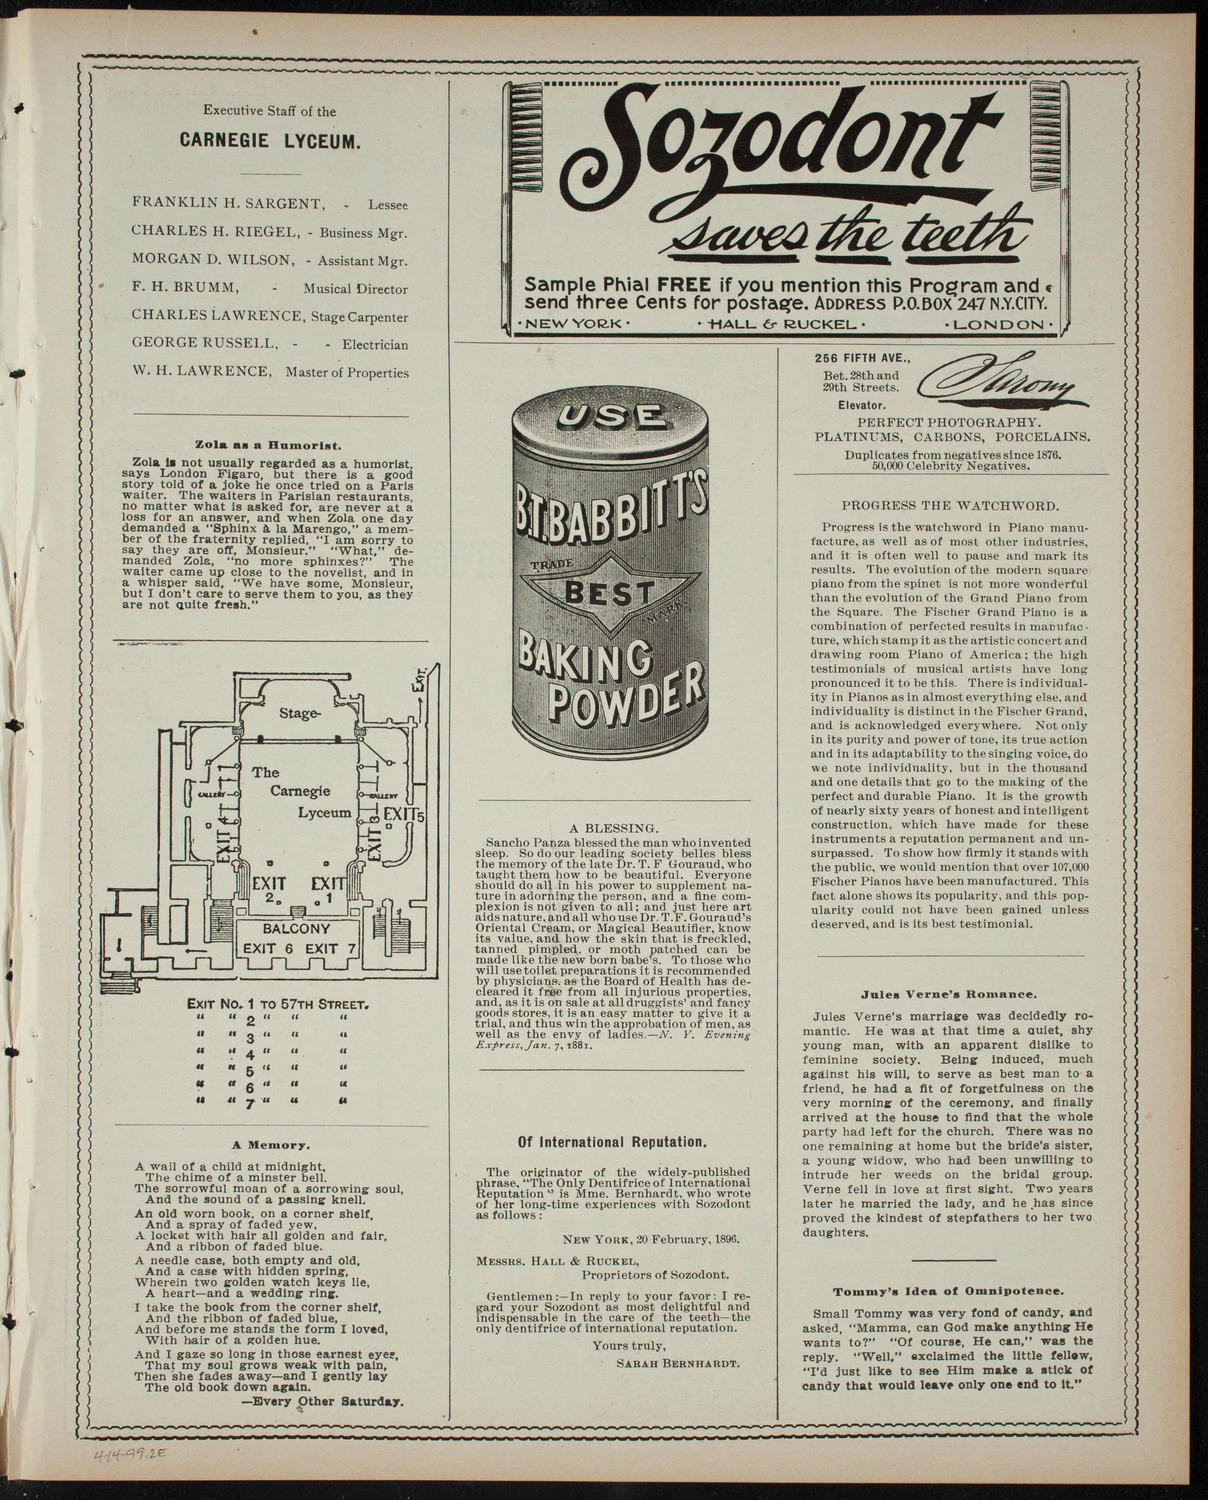 Executive Staff of the
CARNEGIE LYCEUM.
FRANKLIN H. SARGENT, - Lessee
CHARLES H. RIEGEL, - Business Mgr.
MORGAN D. WILSON, - Assistant Mgr.
F. H. BRUMM, - Musical Director
CHARLES LAWRENCE, Stage Carpenter
GEORGE RUSSELL, - - Electrician
W. H. LAWRENCE, Master of Properties
Zola as a Humorist.
Zola is not usually regarded as a humorist,
says London Figaro, but there is a good
story told of a joke he once tried on a Paris
waiter. The waiters in Parisian restaurants,
no matter what is asked for, are never at a
loss for an answer, and when Zola one day
demanded a "Sphinx à la Marengo," a mem-
ber of the fraternity replied, "I am sorry to
say they are off, Monsieur." "What," de-
manded Zola, "no more sphinxes?" The
waiter came up close to the novelist, and in
a whisper said, "We have some, Monsieur,
but I don't care to serve them to you, as they
are not quite fresh."
EXIT.
Stage-
The
Carnegie
Lyceum
GALLERY
GALLERY
EXIT 4
EXIT 3
EXIT 5
EXIT 2.
EXIT .1
BALCONY
EXIT 6 EXIT 7
EXIT NO. 1 TO 57TH STREET.
" " 2 " " "
" " 3 " " "
" " 4 " " "
" " 5 " " "
" " 6 " " "
" " 7 " " "
A Memory.
A wail of a child at midnight,
The chime of a minster bell.
The sorrowful moan of a sorrowing soul,
And the sound of a passing knell.
An old worn book, on a corner shelf,
And a spray of faded yew,
A locket with hair all golden and fair,
And a ribbon of faded blue.
A needle case, both empty and old,
And a case with hidden spring,
Wherein two golden watch keys lie,
A heart—and a wedding ring.
I take the book from the corner shelf,
And the ribbon of faded blue,
And before me stands the form I loved,
With hair of a golden hue.
And I gaze so long in those earnest eyes,
That my soul grows weak with pain,
Then she fades away—and I gently lay
The old book down again.
—Every Other Saturday.
Sozodont
saves the teeth
Sample Phial FREE if you mention this Program and
send three Cents for postage. ADDRESS P.O. BOX 247 N.Y.CITY.
· NEW YORK · · HALL & RUCKEL · · LONDON ·
USE
B.T. BABBITT'S
TRADE
BEST
MARK
BAKING
POWDER
A BLESSING.
Sancho Panza blessed the man who invented
sleep. So do our leading society belles bless
the memory of the late Dr. T. F Gouraud, who
taught them how to be beautiful. Everyone
should do all in his power to supplement na-
ture in adorning the person, and a fine com-
plexion is not given to all; and just here art
aids nature, and all who use Dr. T. F. Gouraud's
Oriental Cream, or Magical Beautifier, know
its value, and how the skin that is freckled,
tanned pimpled, or moth patched can be
made like the new born babe's. To those who
will use toilet preparations it is recommended
by physicians, as the Board of Health has de-
cleared it free from all injurious properties,
and, as it is on sale at all druggists' and fancy
goods stores, it is an easy matter to give it a
trial, and thus win the approbation of men, as
well as the envy of ladies.—N. Y. Evening
Express, Jan. 7, 1881.
Of International Reputation.
The originator of the widely-published
phrase, "The Only Dentifrice of International
Reputation" is Mme. Bernhardt, who wrote
of her long-time experiences with Sozodont
as follows:
NEW YORK, 20 February, 1896.
MESSRS. HALL & RUCKEL,
Proprietors of Sozodont.
Gentlemen:—In reply to your favor: I re-
gard your Sozodont as most delightful and
indispensable in the care of the teeth—the
only dentifrice of international reputation.
Yours truly,
SARAH BERNHARDT.
256 FIFTH AVE.,
Bet. 28th and
29th Streets.
Elevator.
Sarony
PERFECT PHOTOGRAPHY.
PLATINUMS, CARBONS, PORCELAINS.
Duplicates from negatives since 1876.
50,000 Celebrity Negatives.
PROGRESS THE WATCHWORD.
Progress is the watchword in Piano manu-
facture, as well as of most other industries,
and it is often well to pause and mark its
results. The evolution of the modern square
piano from the spinet is not more wonderful
than the evolution of the Grand Piano from
the Square. The Fischer Grand Piano is a
combination of perfected results in manufac-
ture, which stamp it as the artistic concert and
drawing room Piano of America; the high
testimonials of musical artists have long
pronounced it to be this. There is individual-
ity in Pianos as in almost everything else, and
individuality is distinct in the Fischer Grand,
and is acknowledged everywhere. Not only
in its purity and power of tone, its true action
and in its adaptability to the singing voice, do
we note individuality, but in the thousand
and one details that go to the making of the
perfect and durable Piano. It is the growth
of nearly sixty years of honest and intelligent
construction, which have made for these
instruments a reputation permanent and un-
surpassed. To show how firmly it stands with
the public, we would mention that over 107,000
Fischer Pianos have been manufactured. This
fact alone shows its popularity, and this pop-
ularity could not have been gained unless
deserved, and is its best testimonial.
Jules Verne's Romance.
Jules Verne's marriage was decidedly ro-
mantic. He was at that time a quiet, shy
young man, with an apparent dislike to
feminine society. Being induced, much
against his will, to serve as best man to a
friend, he had a fit of forgetfulness on the
very morning of the ceremony, and finally
arrived at the house to find that the whole
party had left for the church. There was no
one remaining at home but the bride's sister,
a young widow, who had been unwilling to
intrude her weeds on the bridal group.
Verne fell in love at first sight. Two years
later he married the lady, and he has since
proved the kindest of stepfathers to her two
daughters.
Tommy's Idea of Omnipotence.
Small Tommy was very fond of candy, and
asked, "Mamma, can God make anything He
wants to?" "Of course, He can," was the
reply. "Well," exclaimed the little fellow,
"I'd just like to see Him make a stick of
candy that would leave only one end to it."
4-14-99.2E